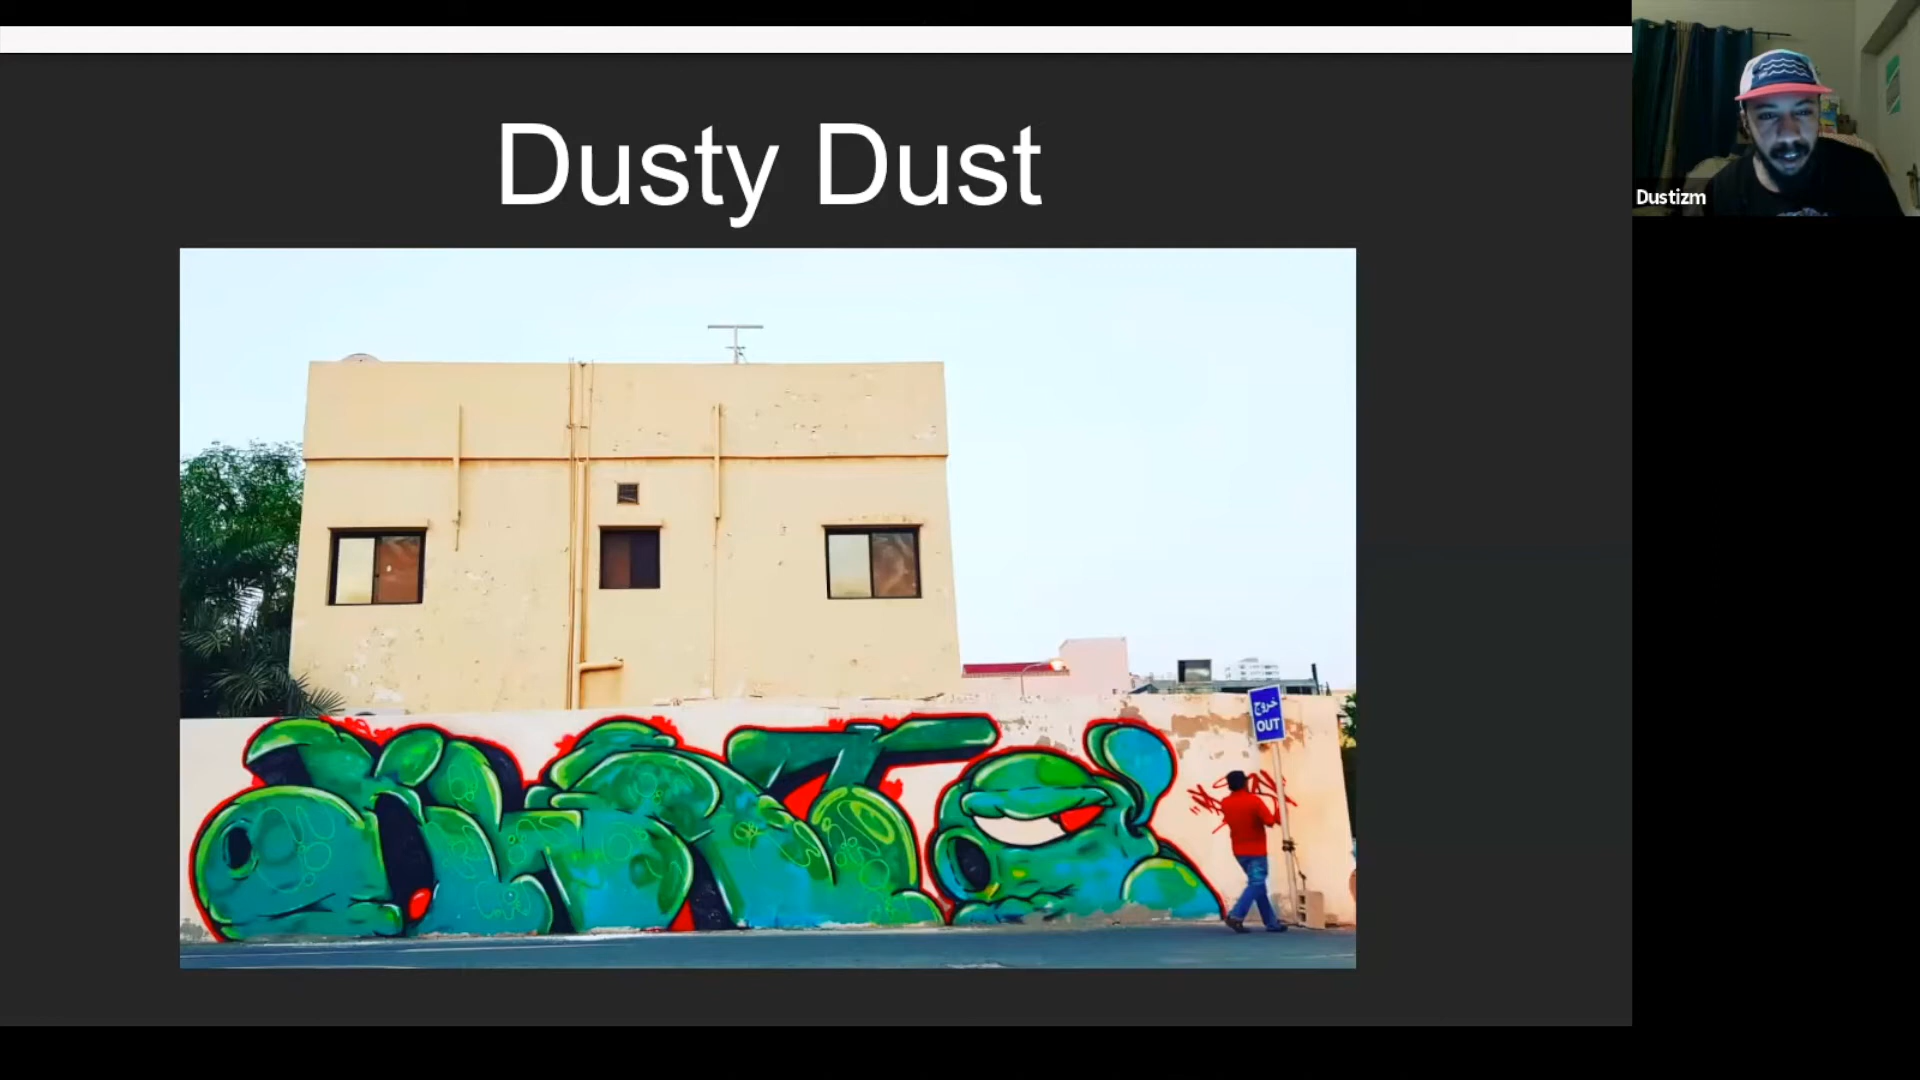 Dusty Dust
Dustizm
خروج
OUT